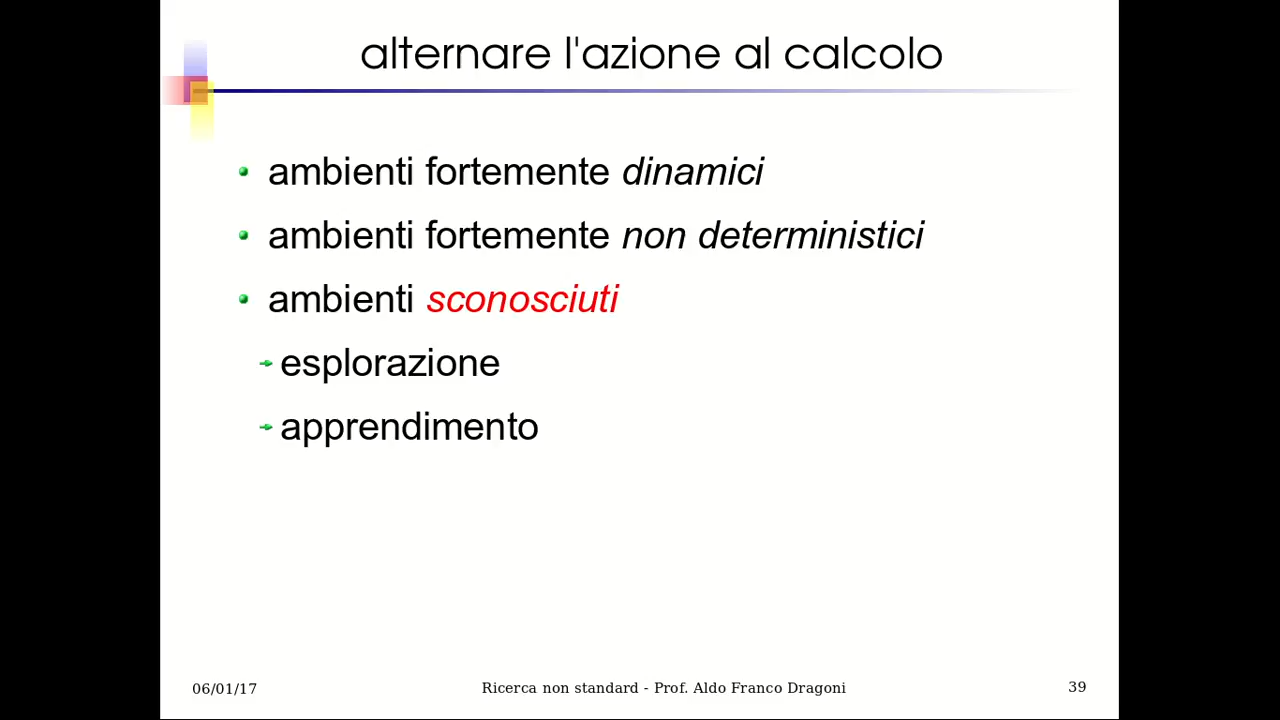 alternare l'azione al calcolo
ambienti fortemente dinamici
ambienti fortemente non deterministici
ambienti sconosciuti
esplorazione
apprendimento
06/01/17
Ricerca non standard - Prof. Aldo Franco Dragoni
39